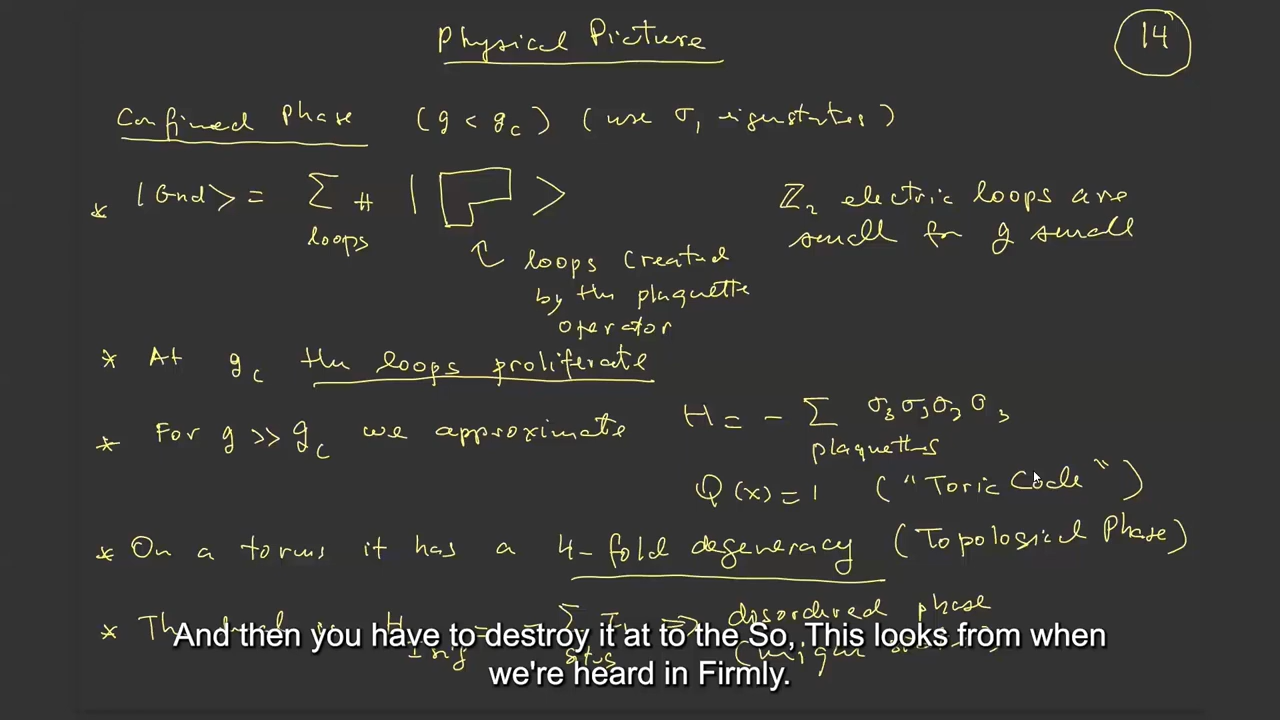 Physical Picture
14
Confined Phase (g < g_c) (use σ_1 eigenstates)
* |Gnd> = Σ_loops # | >
Z_2 electric loops are
small for g small
loops created
by the plaquette
operator
* At g_c the loops proliferate
* For g >> g_c we approximate
H = - Σ_plaquettes σ_3 σ_3 σ_3 σ_3
Q(x) = 1 ("Toric Code")
* On a torus it has a 4-fold degeneracy (Topological Phase)
* H = - Σ ⇒ disordered phase
And then you have to destroy it at to the So, This looks from when
we're heard in Firmly.